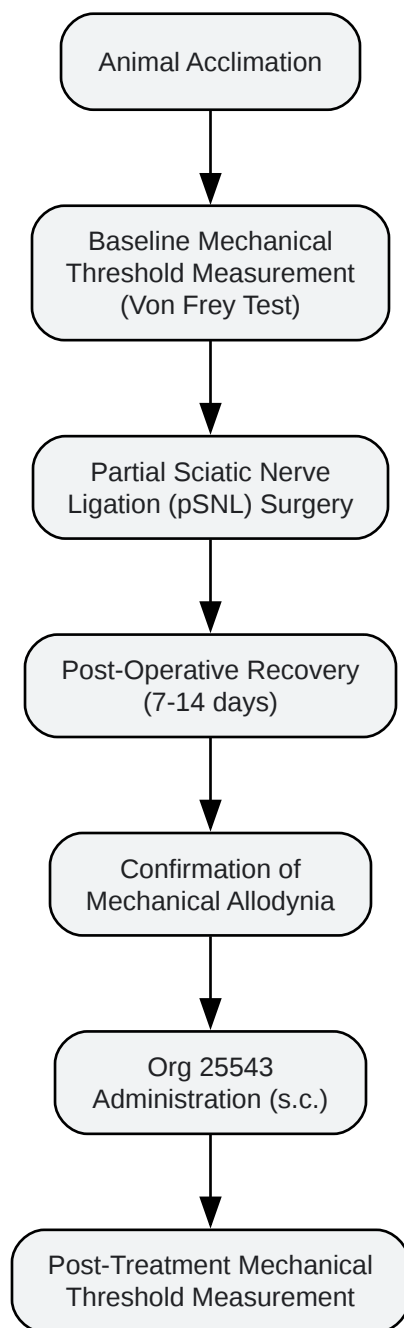 Animal Acclimation
Baseline Mechanical
Threshold Measurement
(Von Frey Test)
Partial Sciatic Nerve
Ligation (pSNL) Surgery
Post-Operative Recovery
(7-14 days)
Confirmation of
Mechanical Allodynia
Org 25543
Administration (s.c.)
Post-Treatment Mechanical
Threshold Measurement